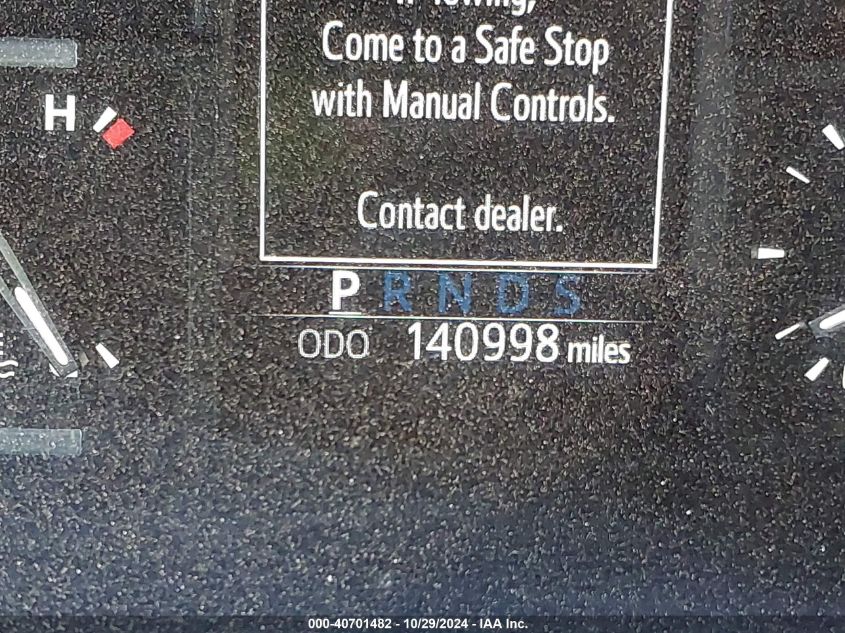 Come to a Safe Stop
with Manual Controls.
Contact dealer.
H
P R N D S
ODO 140998 miles
000-40701482 - 10/29/2024 - IAA Inc.